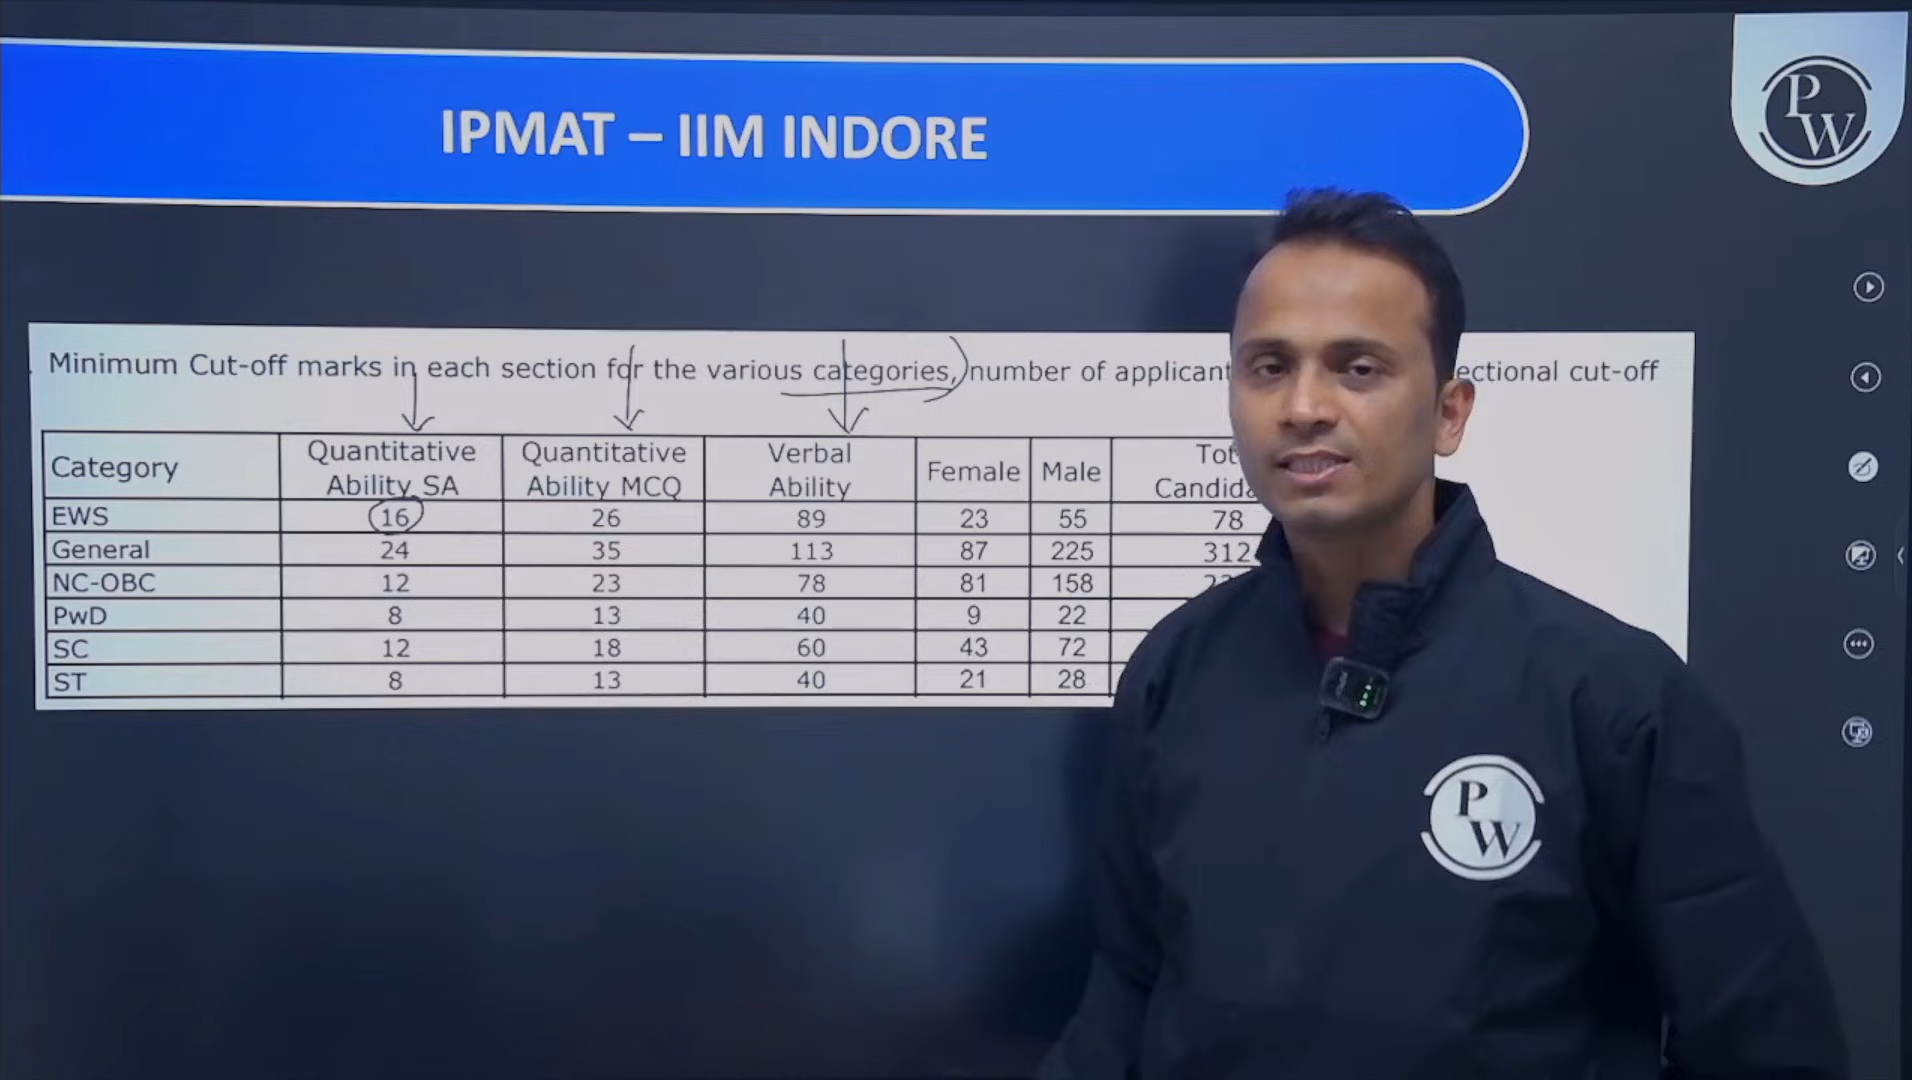 IPMAT – IIM INDORE
P
W
Minimum Cut-off marks in each section for the various categories, number of applicant ectional cut-off
Category Quantitative Ability SA Quantitative Ability MCQ Verbal Ability Female Male Tot Candida
EWS 16 26 89 23 55 78
General 24 35 113 87 225 312
NC-OBC 12 23 78 81 158
PwD 8 13 40 9 22
SC 12 18 60 43 72
ST 8 13 40 21 28
P
W